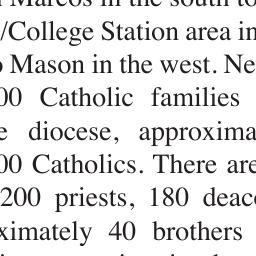 Marcos in the south to
/College Station area in
Mason in the west. Ne
00 Catholic families
diocese, approxima
00 Catholics. There are
200 priests, 180 deac
ximately 40 brothers